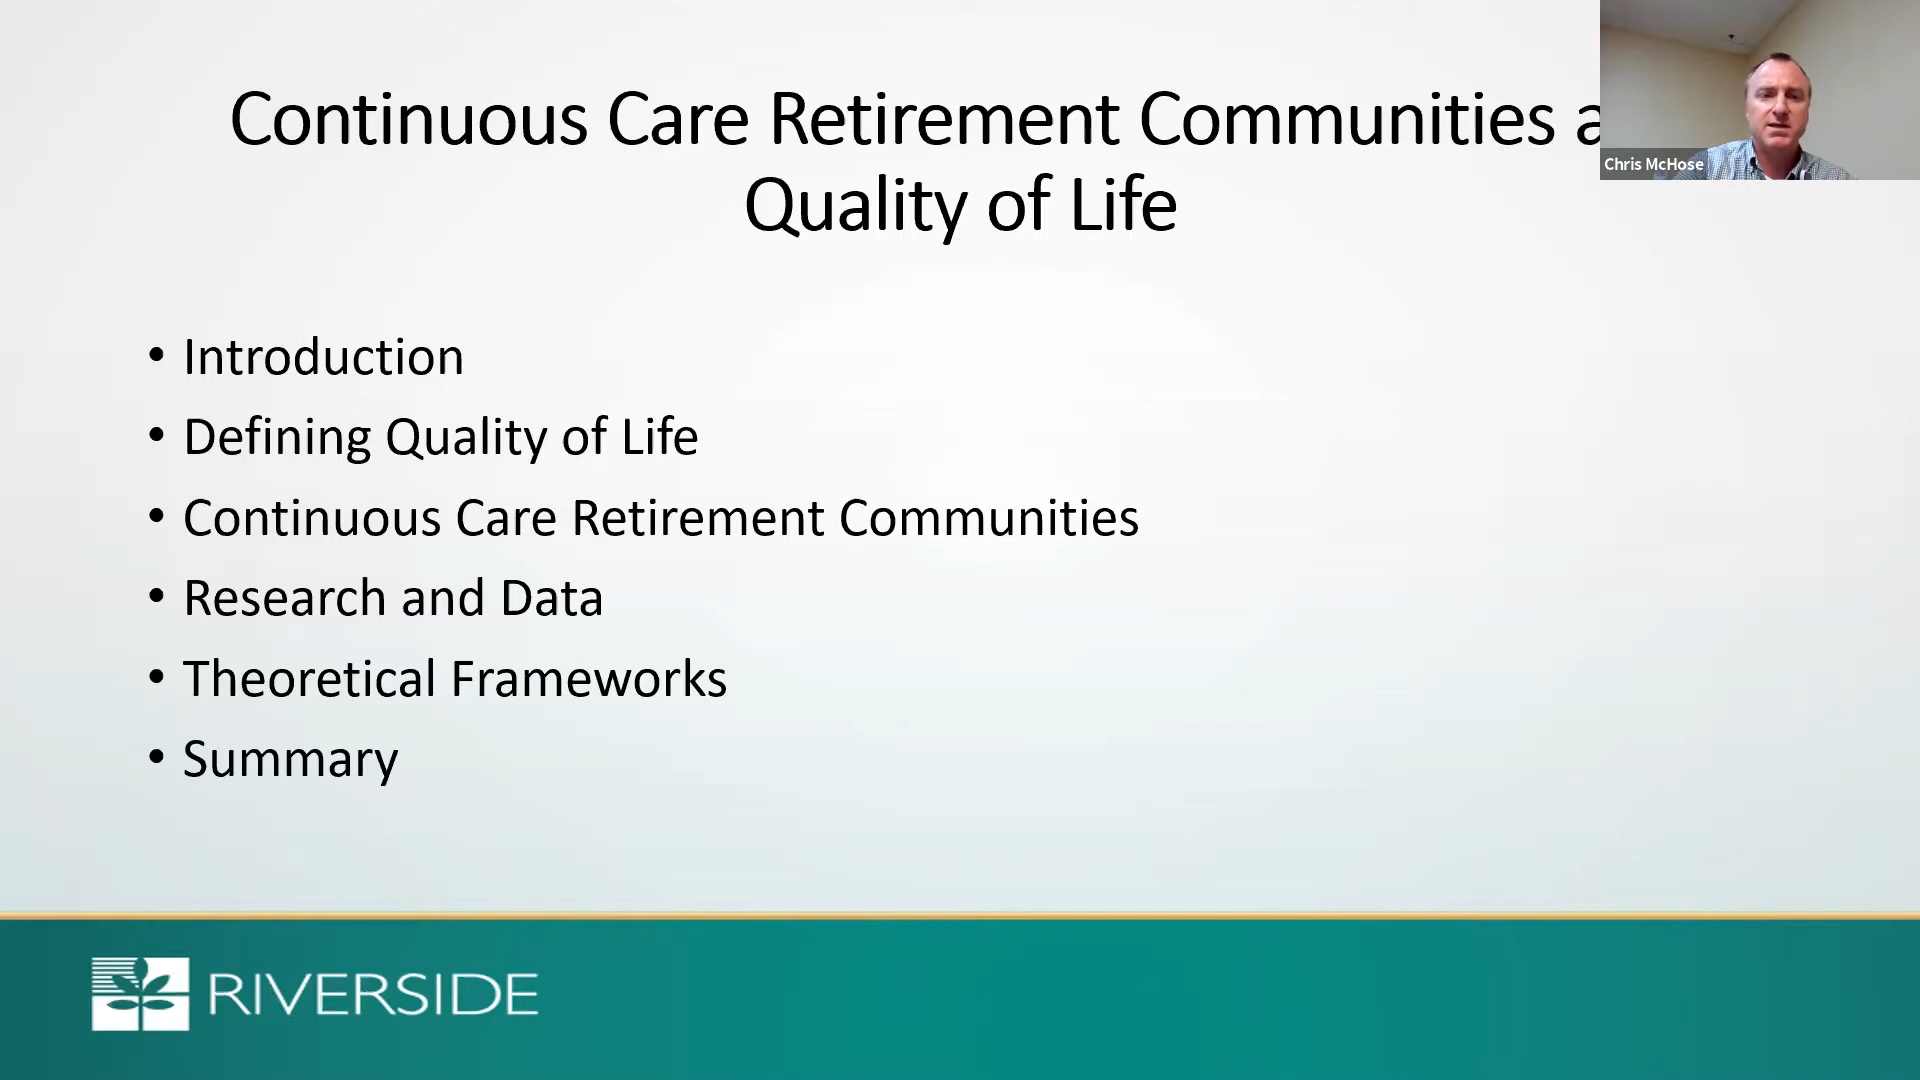 Continuous Care Retirement Communities
Quality of Life
Chris McHose
• Introduction
• Defining Quality of Life
• Continuous Care Retirement Communities
• Research and Data
• Theoretical Frameworks
• Summary
RIVERSIDE